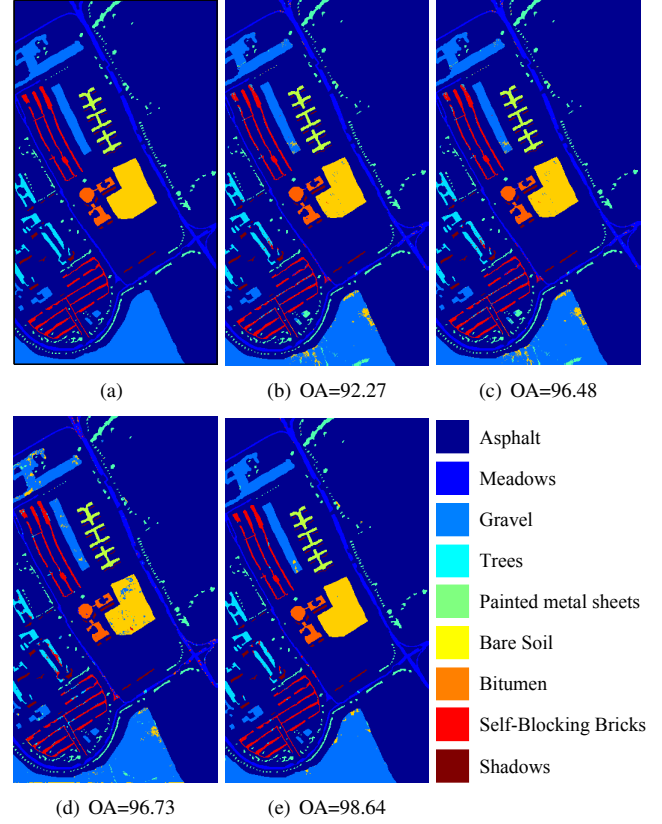 (a)
(b) OA=92.27
(c) OA=96.48
Asphalt
Meadows
Gravel
Trees
Painted metal sheets
Bare Soil
Bitumen
Self-Blocking Bricks
Shadows
(d) OA=96.73
(e) OA=98.64